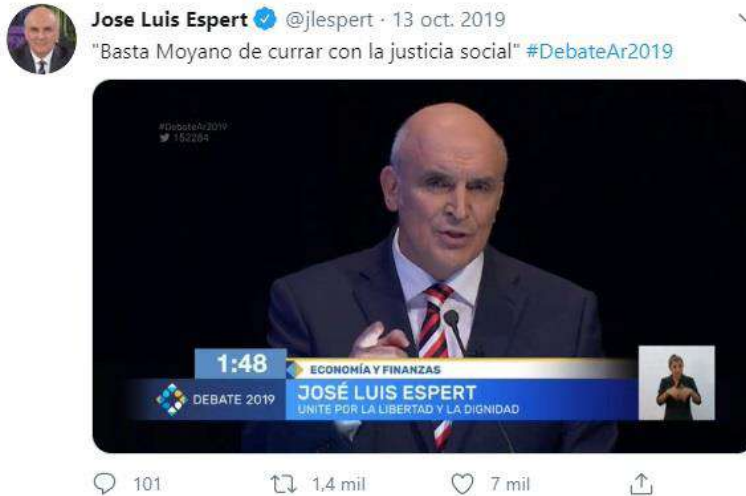 Jose Luis Espert @jlespert · 13 oct. 2019
"Basta Moyano de currar con la justicia social" #DebateAr2019
#DebateAr2019
152284
1:48
ECONOMÍA Y FINANZAS
DEBATE 2019
JOSÉ LUIS ESPERT
UNITE POR LA LIBERTAD Y LA DIGNIDAD
101
1,4 mil
7 mil